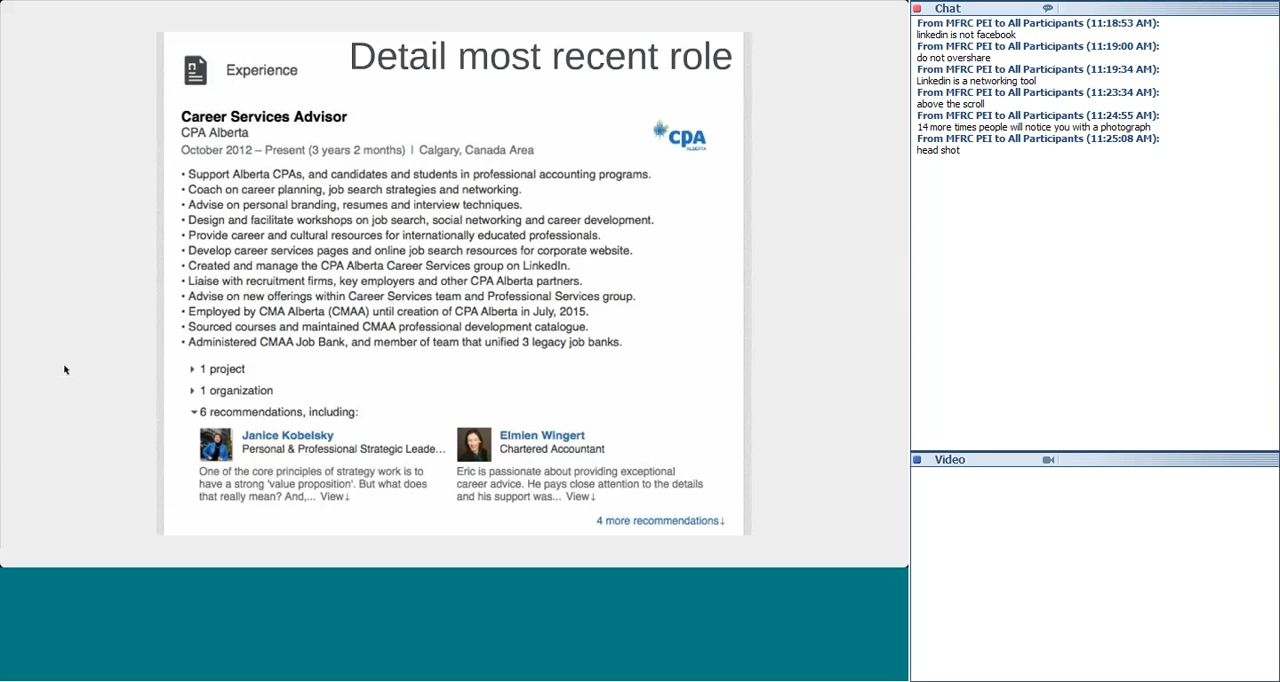 Detail most recent role
Experience
Career Services Advisor
CPA Alberta
October 2012 – Present (3 years 2 months) | Calgary, Canada Area
CPA
ALBERTA
• Support Alberta CPAs, and candidates and students in professional accounting programs.
• Coach on career planning, job search strategies and networking.
• Advise on personal branding, resumes and interview techniques.
• Design and facilitate workshops on job search, social networking and career development.
• Provide career and cultural resources for internationally educated professionals.
• Develop career services pages and online job search resources for corporate website.
• Created and manage the CPA Alberta Career Services group on LinkedIn.
• Liaise with recruitment firms, key employers and other CPA Alberta partners.
• Advise on new offerings within Career Services team and Professional Services group.
• Employed by CMA Alberta (CMAA) until creation of CPA Alberta in July, 2015.
• Sourced courses and maintained CMAA professional development catalogue.
• Administered CMAA Job Bank, and member of team that unified 3 legacy job banks.
1 project
1 organization
6 recommendations, including:
Janice Kobelsky
Personal & Professional Strategic Leade...
One of the core principles of strategy work is to
have a strong 'value proposition'. But what does
that really mean? And,... View↓
Elmien Wingert
Chartered Accountant
Eric is passionate about providing exceptional
career advice. He pays close attention to the details
and his support was... View↓
4 more recommendations↓
Chat
From MFRC PEI to All Participants (11:18:53 AM):
linkedin is not facebook
From MFRC PEI to All Participants (11:19:00 AM):
do not overshare
From MFRC PEI to All Participants (11:19:34 AM):
Linkedin is a networking tool
From MFRC PEI to All Participants (11:23:34 AM):
above the scroll
From MFRC PEI to All Participants (11:24:55 AM):
14 more times people will notice you with a photograph
From MFRC PEI to All Participants (11:25:08 AM):
head shot
Video